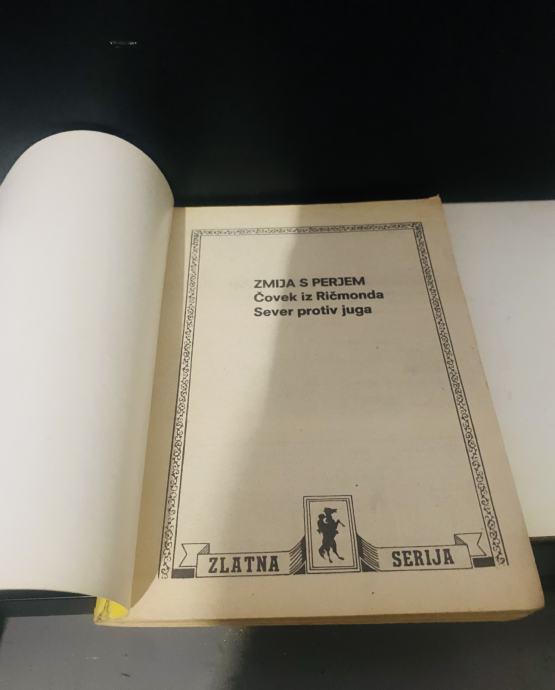 ZMIJA S PERJEM
Čovek iz Ričmonda
Sever protiv juga
ZLATNA SERIJA